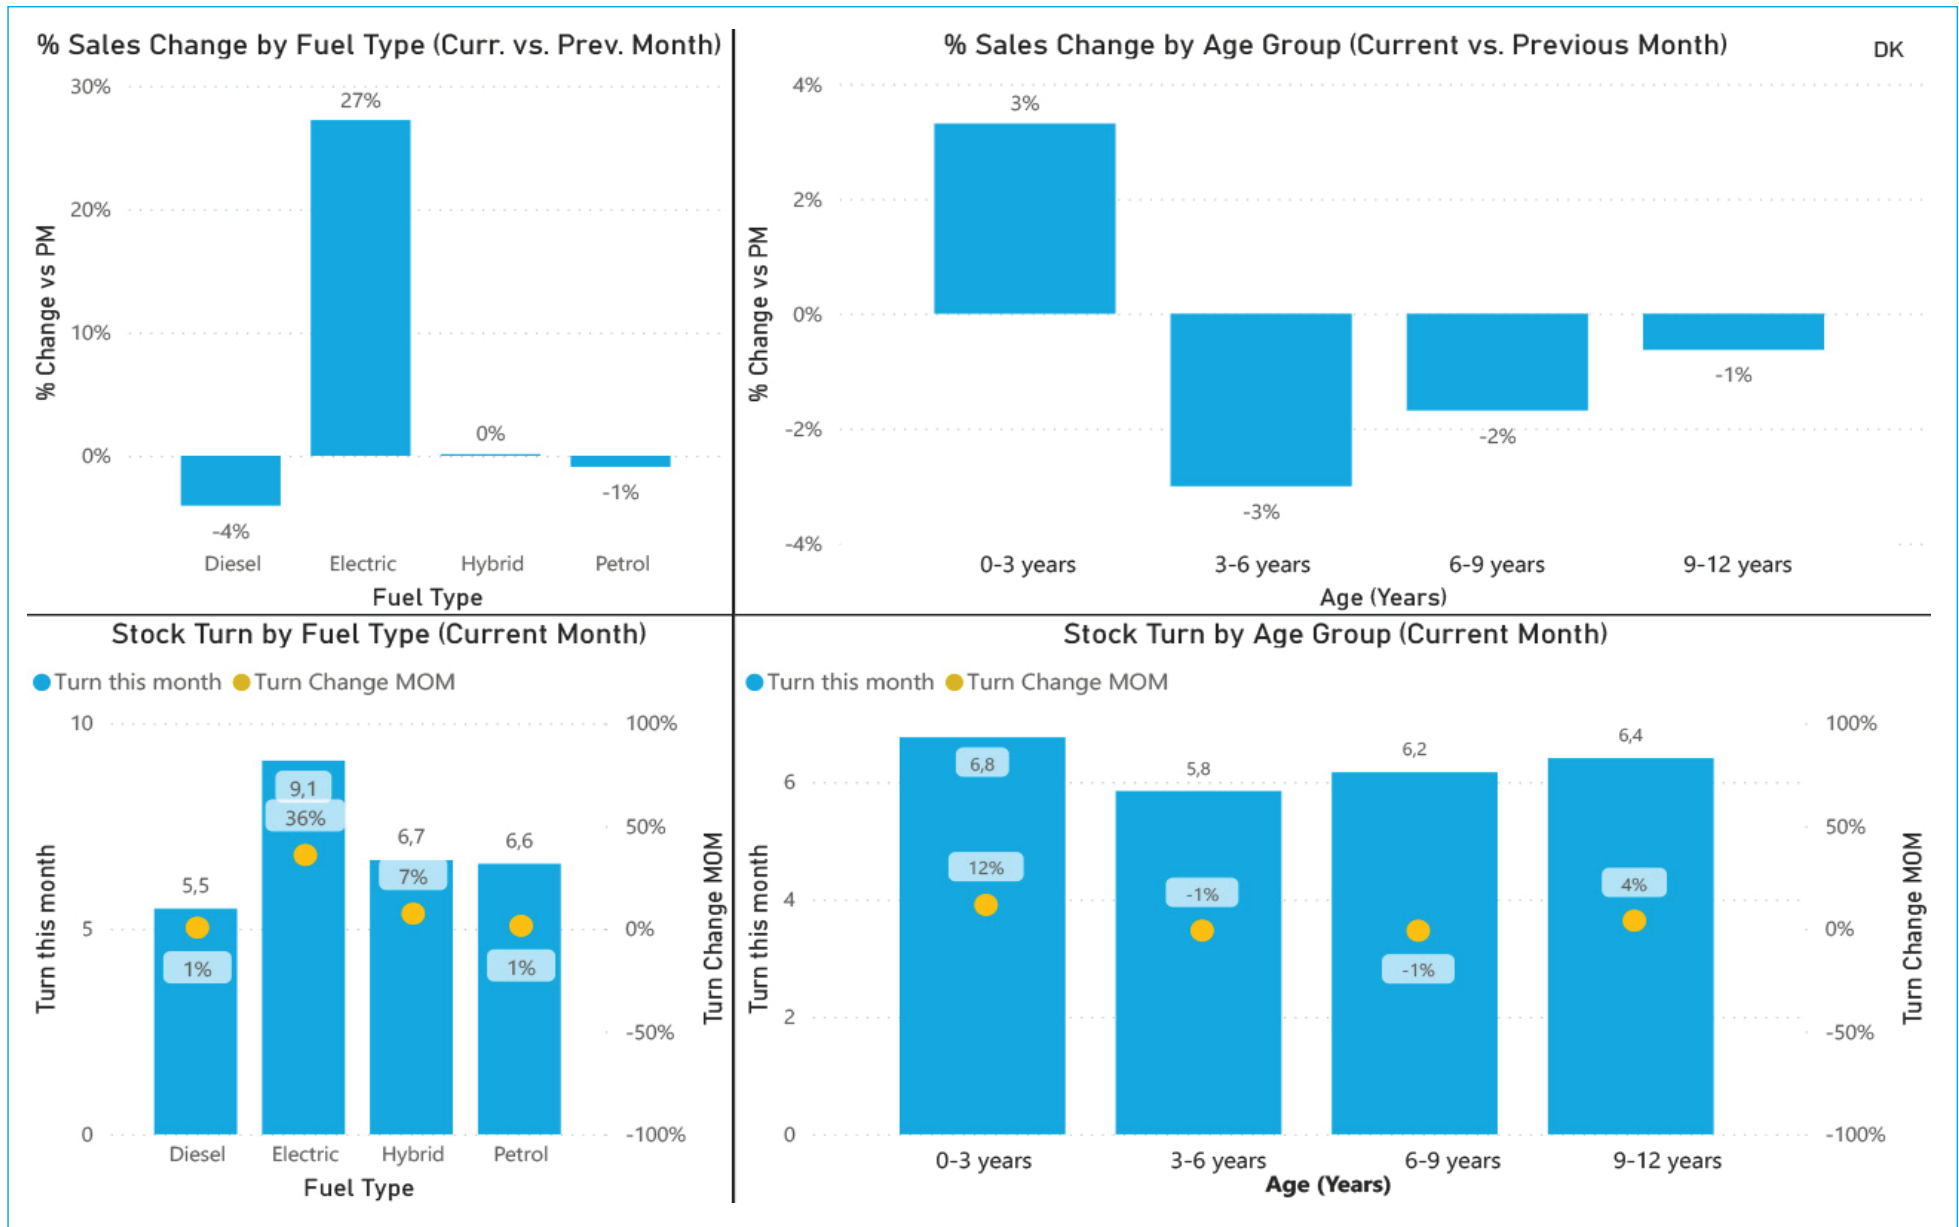 % Sales Change by Fuel Type (Curr. vs. Prev. Month)
% Change vs PM
30%
20%
10%
0%
27%
0%
-1%
-4%
Diesel Electric Hybrid Petrol
Fuel Type
% Sales Change by Age Group (Current vs. Previous Month)
DK
% Change vs PM
4%
2%
0%
-2%
-4%
3%
-3%
-2%
-1%
0-3 years 3-6 years 6-9 years 9-12 years
Age (Years)
Stock Turn by Fuel Type (Current Month)
Turn this month Turn Change MOM
Turn this month
10
5
0
5,5
1%
9,1
36%
6,7
7%
6,6
1%
100%
50%
0%
-50%
-100%
Turn Change MOM
Diesel Electric Hybrid Petrol
Fuel Type
Stock Turn by Age Group (Current Month)
Turn this month Turn Change MOM
Turn this month
6
4
2
0
6,8
12%
5,8
-1%
6,2
-1%
6,4
4%
100%
50%
0%
-50%
-100%
Turn Change MOM
0-3 years 3-6 years 6-9 years 9-12 years
Age (Years)